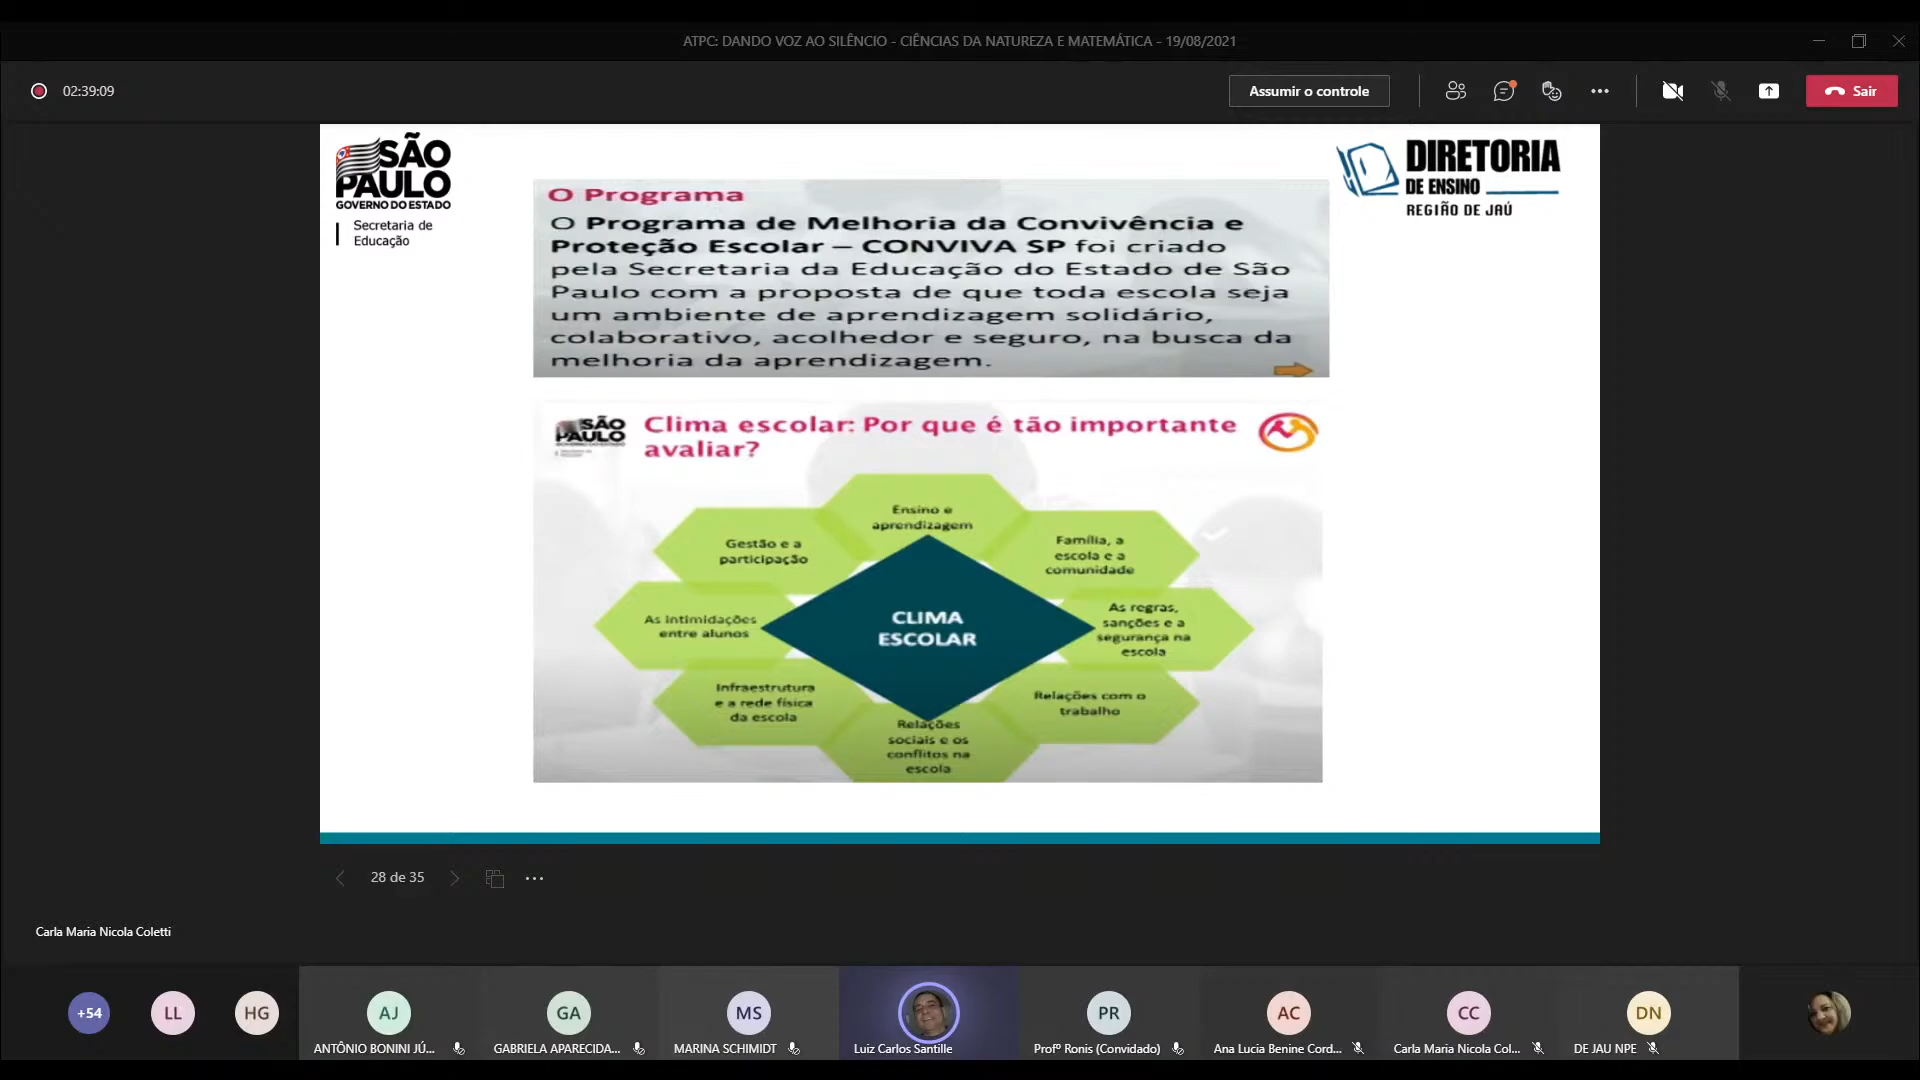 ATPC: DANDO VOZ AO SILÊNCIO - CIÊNCIAS DA NATUREZA E MATEMÁTICA - 19/08/2021
02:39:09
Assumir o controle
Sair
SÃO
PAULO
GOVERNO DO ESTADO
Secretaria de
Educação
DIRETORIA
DE ENSINO
REGIÃO DE JAÚ
O Programa
O Programa de Melhoria da Convivência e
Proteção Escolar – CONVIVA SP foi criado
pela Secretaria da Educação do Estado de São
Paulo com a proposta de que toda escola seja
um ambiente de aprendizagem solidário,
colaborativo, acolhedor e seguro, na busca da
melhoria da aprendizagem.
SÃO
PAULO
Clima escolar: Por que é tão importante
avaliar?
Ensino e
aprendizagem
Gestão e a
participação
Família, a
escola e a
comunidade
As intimidações
entre alunos
CLIMA
ESCOLAR
As regras,
sanções e a
segurança na
escola
Infraestrutura
e a rede física
da escola
Relações com o
trabalho
Relações
sociais e os
conflitos na
escola
28 de 35
Carla Maria Nicola Coletti
+54
LL
HG
AJ
ANTÔNIO BONINI JÚ...
GA
GABRIELA APARECIDA...
MS
MARINA SCHIMIDT
Luiz Carlos Santille
PR
Profº Ronis (Convidado)
AC
Ana Lucia Benine Cord...
CC
Carla Maria Nicola Col...
DN
DE JAU NPE